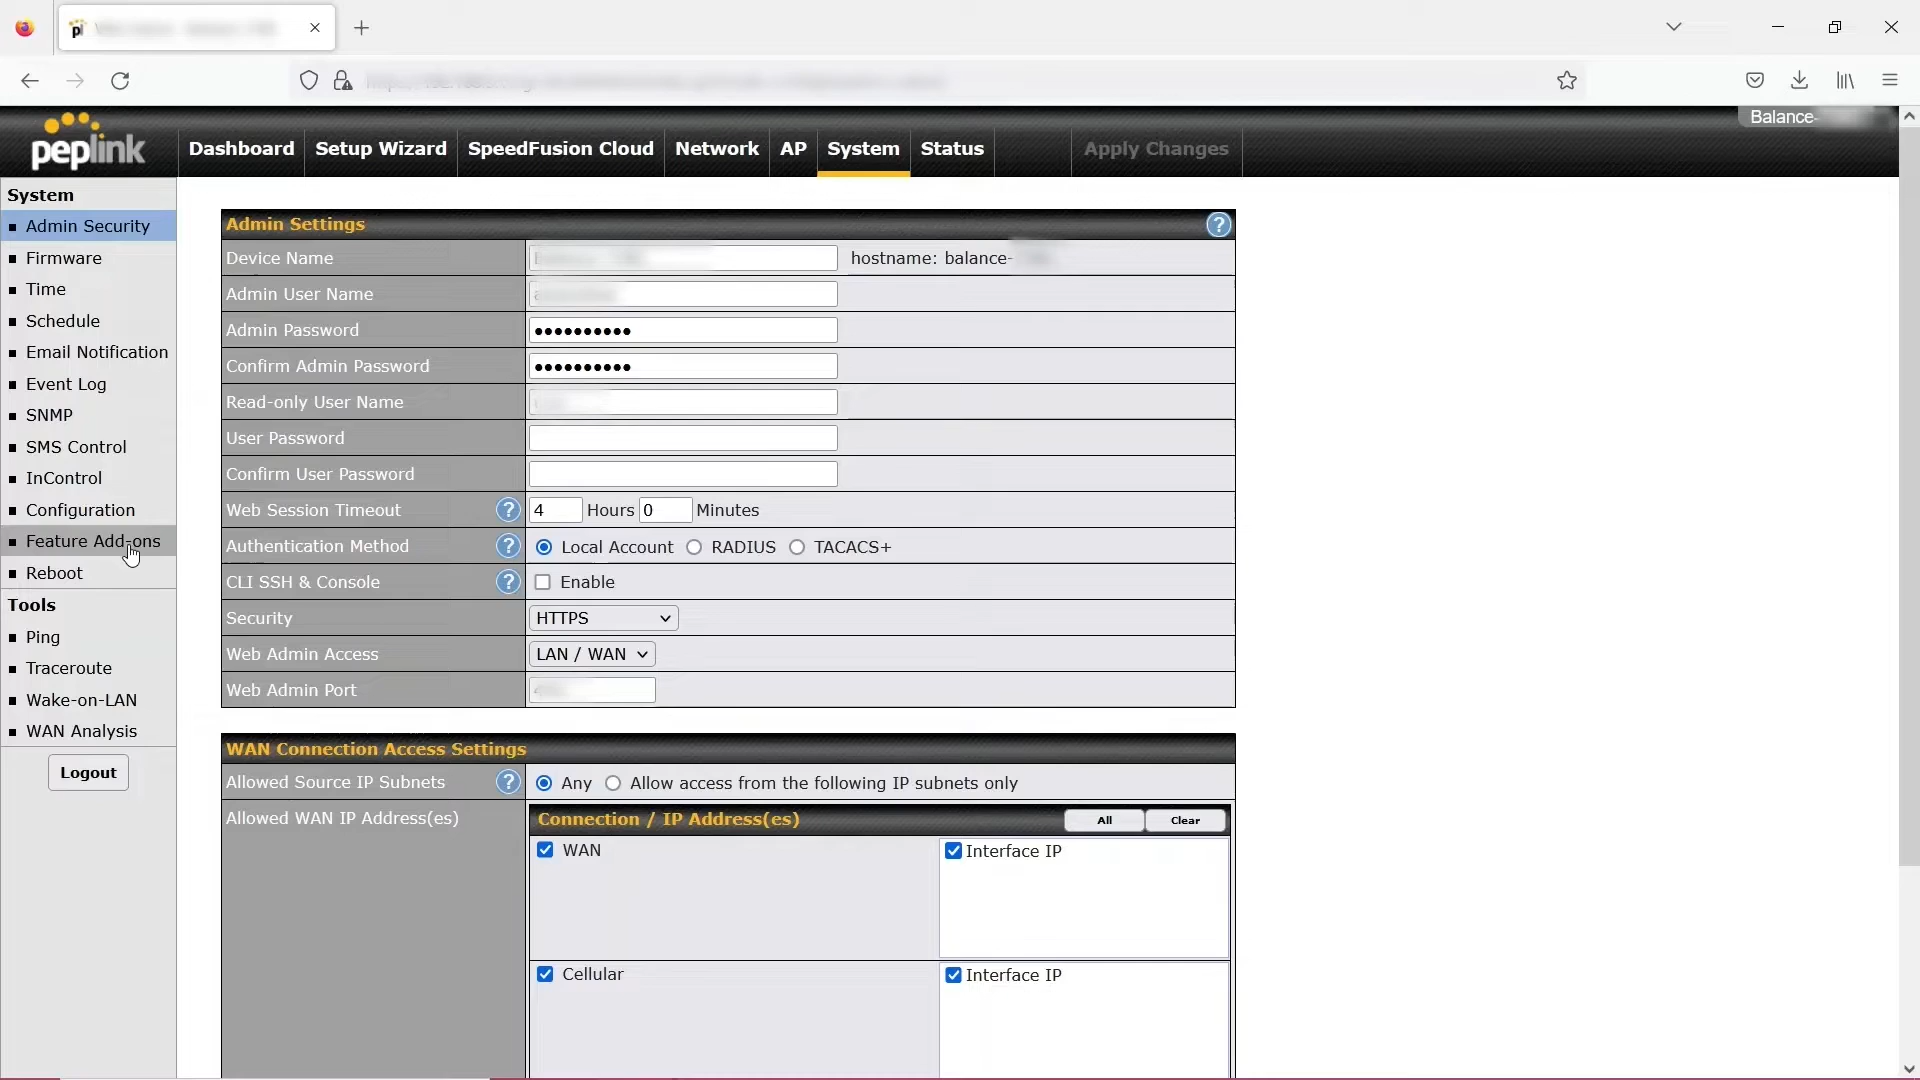 Balance-
peplink
Dashboard Setup Wizard SpeedFusion Cloud Network AP System Status Apply Changes
System
Admin Security
Firmware
Time
Schedule
Email Notification
Event Log
SNMP
SMS Control
InControl
Configuration
Feature Add-ons
Reboot
Tools
Ping
Traceroute
Wake-on-LAN
WAN Analysis
Logout
Admin Settings ?
Device Name hostname: balance-
Admin User Name
Admin Password ••••••••••
Confirm Admin Password ••••••••••
Read-only User Name
User Password
Confirm User Password
Web Session Timeout ? 4 Hours 0 Minutes
Authentication Method ? Local Account RADIUS TACACS+
CLI SSH & Console ? Enable
Security HTTPS
Web Admin Access LAN / WAN
Web Admin Port
WAN Connection Access Settings
Allowed Source IP Subnets ? Any Allow access from the following IP subnets only
Allowed WAN IP Address(es) Connection / IP Address(es) All Clear
WAN Interface IP
Cellular Interface IP